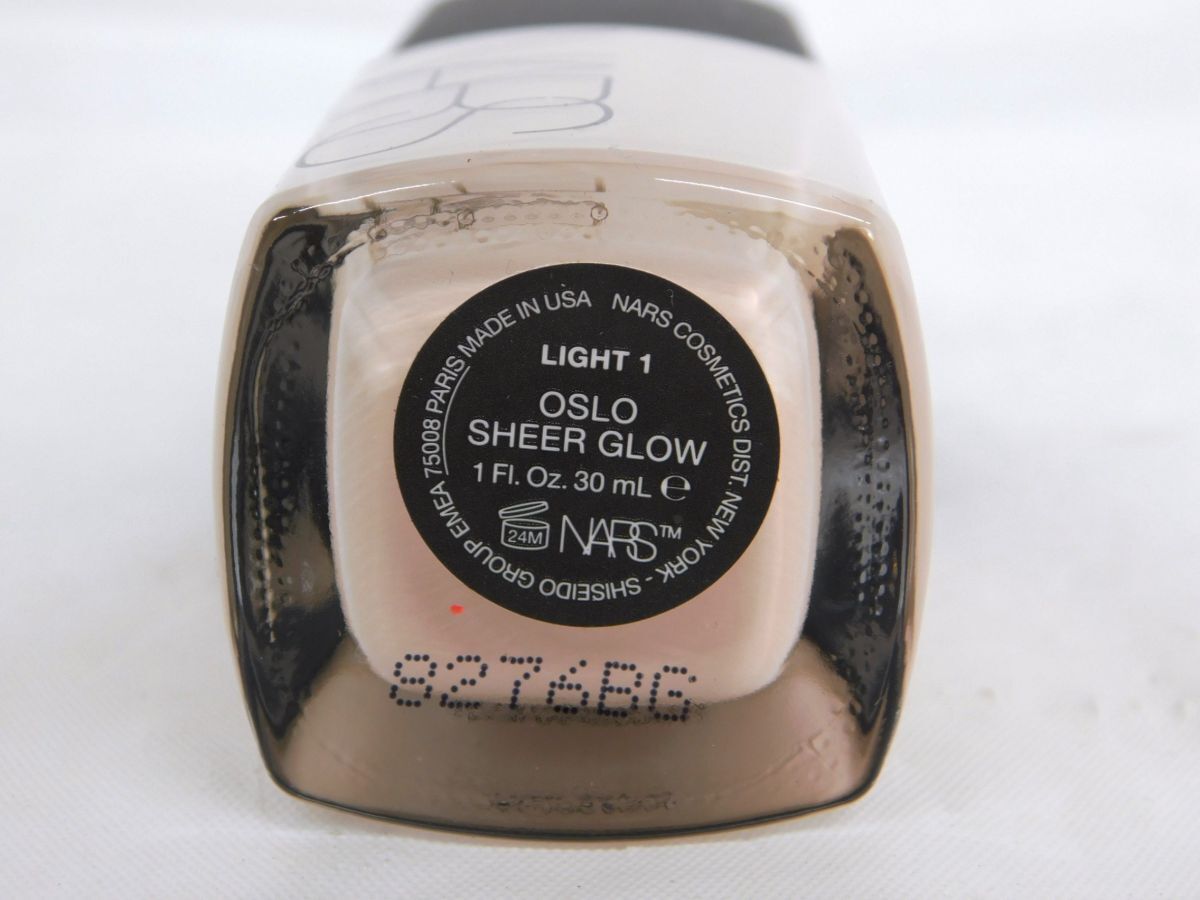 NARS
NARS COSMETICS DIST. NEW YORK - SHISEIDO GROUP EMEA 75008 PARIS MADE IN USA
LIGHT 1
OSLO
SHEER GLOW
1 Fl. Oz. 30 mL ℮
24M NARS™
8276BG